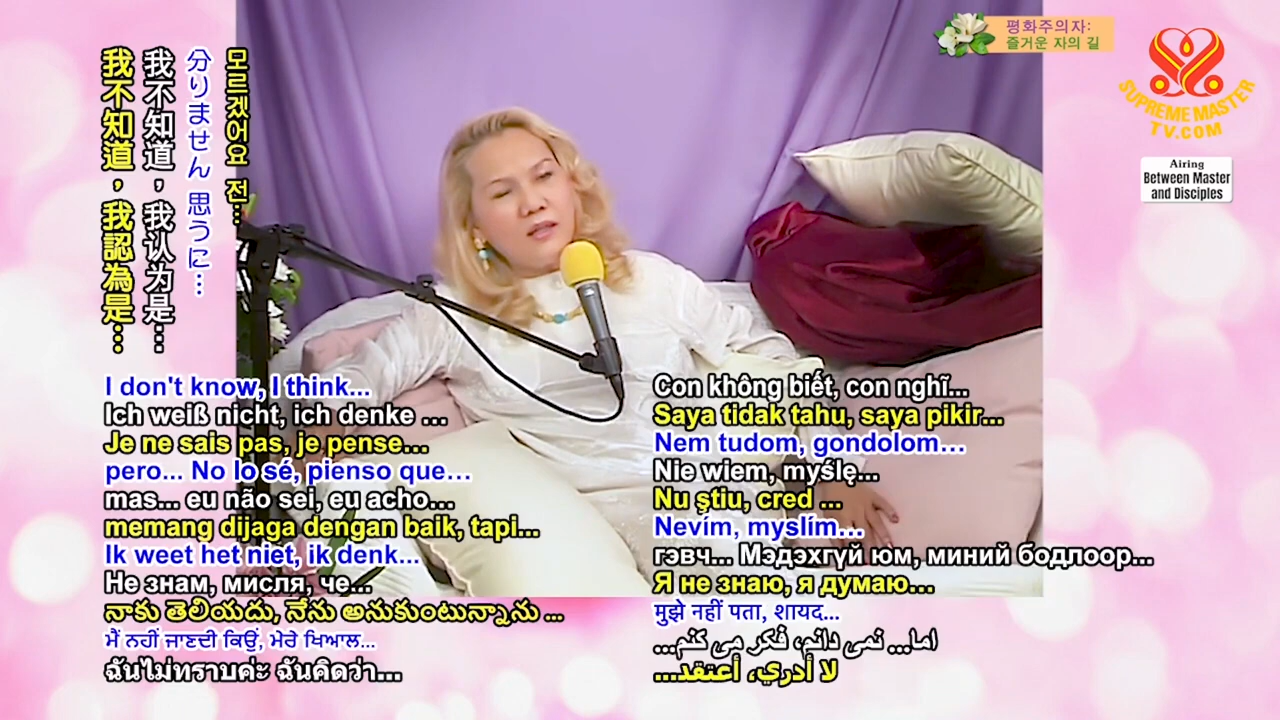 평화주의자:
즐거운 자의 길
SUPREME MASTER
TV.COM
Airing
Between Master
and Disciples
모르겠어요 전...
分りません 思うに…
我不知道，我认为是…
我不知道，我認為是…
I don't know, I think...
Ich weiß nicht, ich denke ...
Je ne sais pas, je pense...
pero... No lo sé, pienso que…
mas... eu não sei, eu acho...
memang dijaga dengan baik, tapi...
Ik weet het niet, ik denk...
Не знам, мисля, че...
నాకు తెలియదు, నేను అనుకుంటున్నాను ...
ਮੈਂ ਨਹੀਂ ਜਾਣਦੀ ਕਿਉਂ, ਮੇਰੇ ਖਿਆਲ...
ฉันไม่ทราบค่ะ ฉันคิดว่า...
Con không biết, con nghĩ...
Saya tidak tahu, saya pikir...
Nem tudom, gondolom…
Nie wiem, myślę...
Nu ştiu, cred ...
Nevím, myslím…
гэвч... Мэдэхгүй юм, миний бодлоор...
Я не знаю, я думаю…
मुझे नहीं पता, शायद...
اما... نمی دانم، فکر می کنم...
لا أدري، أعتقد...